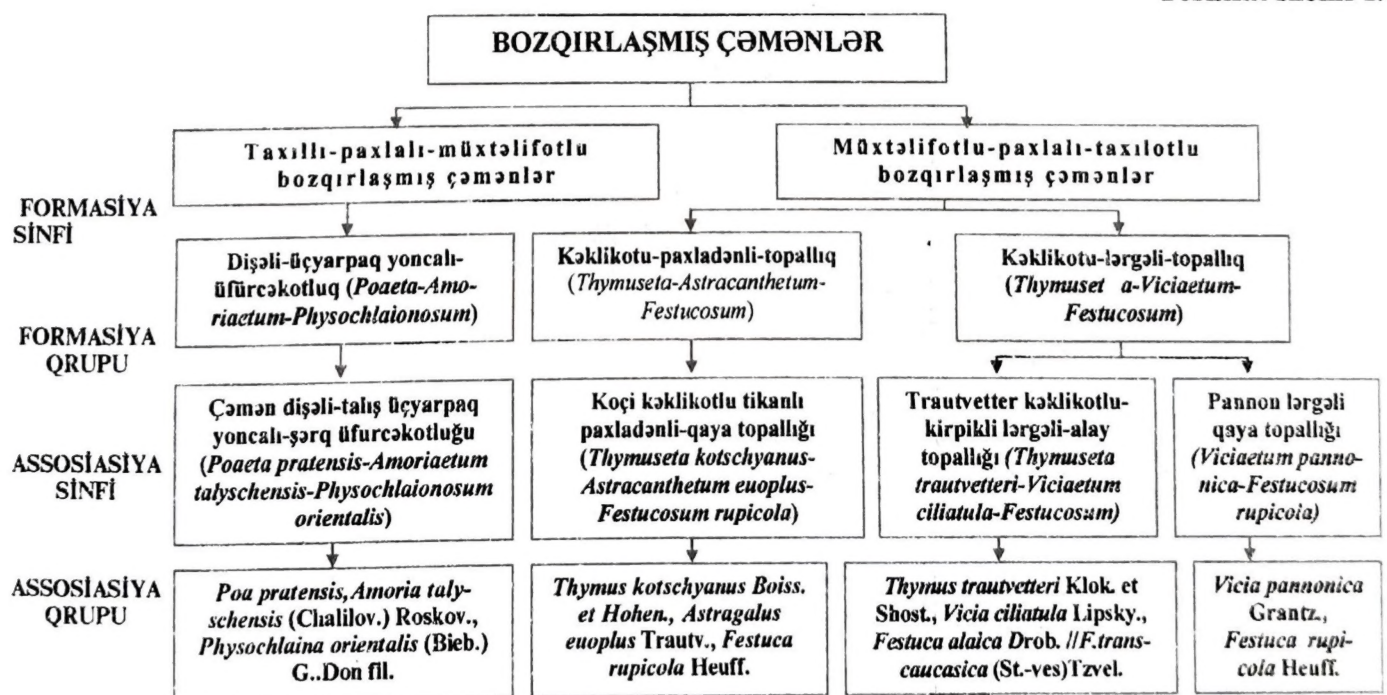 BOZQIRLAŞMIŞ ÇƏMƏNLƏR
Taxıllı-paxlalı-müxtəlifotlu
bozqırlaşmış çəmənlər
Müxtəlifotlu-paxlalı-taxılotlu
bozqırlaşmış çəmənlər
FORMASİYA
SİNFİ
Dişəli-üçyarpaq yoncalı-
üfürcəkotluq (Poaeta-Amo-
riaetum-Physochlaionosum)
Kəklikotu-paxladənli-topallıq
(Thymuseta-Astracanthetum-
Festucosum)
Kəklikotu-lərgəli-topallıq
(Thymuset a-Viciaetum-
Festucosum)
FORMASİYA
QRUPU
Çəmən dişəli-talış üçyarpaq
yoncalı-şərq üfurcəkotluğu
(Poaeta pratensis-Amoriaetum
talyschensis-Physochlaionosum
orientalis)
Koçi kəklikotlu tikanlı
paxladənli-qaya topallığı
(Thymuseta kotschyanus-
Astracanthetum euoplus-
Festucosum rupicola)
Trautvetter kəklikotlu-
kirpikli lərgəli-alay
topallığı (Thymuseta
trautvetteri-Viciaetum
ciliatula-Festucosum)
Pannon lərgəli
qaya topallığı
(Viciaetum panno-
nica-Festucosum
rupicola)
ASSOSİASİYA
SİNFİ
ASSOSİASİYA
QRUPU
Poa pratensis, Amoria taly-
schensis (Chalilov.) Roskov.,
Physochlaina orientalis (Bieb.)
G..Don fil.
Thymus kotschyanus Boiss.
et Hohen., Astragalus
euoplus Trautv., Festuca
rupicola Heuff.
Thymus trautvetteri Klok. et
Shost., Vicia ciliatula Lipsky.,
Festuca alaica Drob. //F.trans-
caucasica (St.-ves)Tzvel.
Vicia pannonica
Grantz.,
Festuca rupi-
cola Heuff.